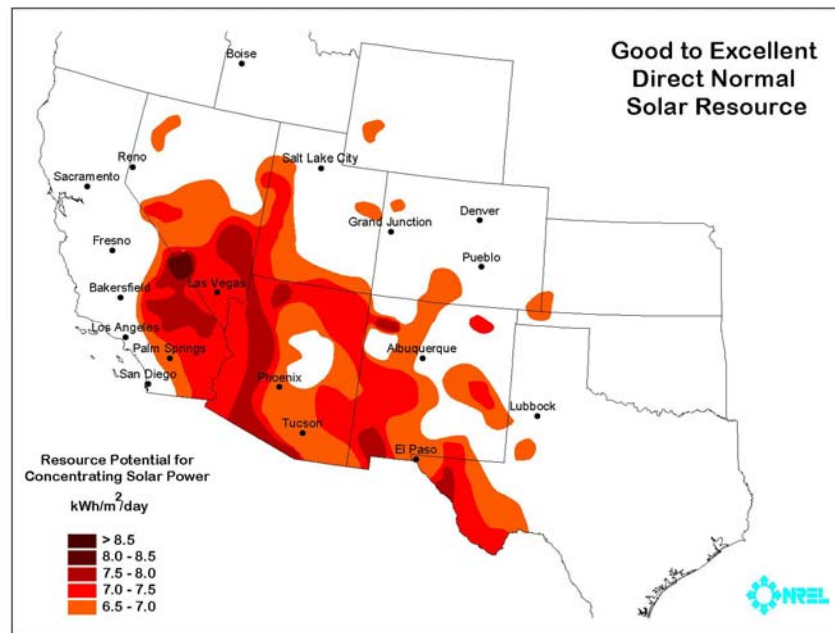 Good to Excellent
Direct Normal
Solar Resource
Boise
Reno
Salt Lake City
Sacramento
Denver
Grand Junction
Fresno
Pueblo
Las Vegas
Bakersfield
Los Angeles
Palm Springs
Albuquerque
San Diego
Phoenix
Lubbock
Tucson
El Paso
Resource Potential for
Concentrating Solar Power
kWh/m²/day
> 8.5
8.0 - 8.5
7.5 - 8.0
7.0 - 7.5
6.5 - 7.0
NREL